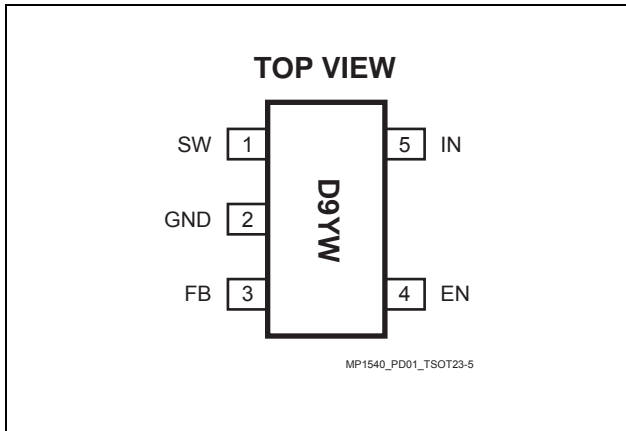 TOP VIEW
SW 1 5 IN
D9YW
GND 2
FB 3 4 EN
MP1540_PD01_TSOT23-5